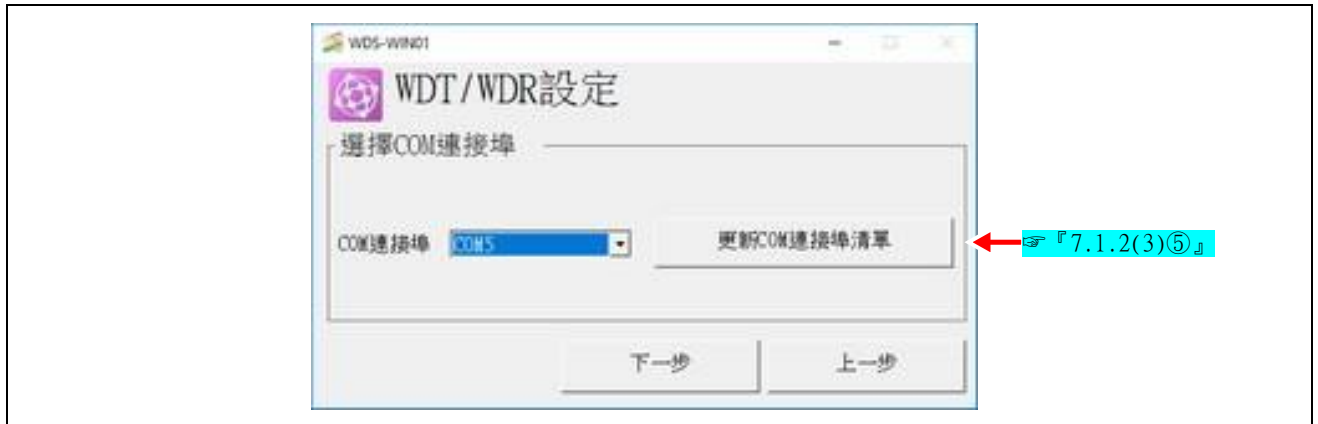 WDS-WIN01
WDT/WDR設定
選擇COM連接埠
COM連接埠 COM5 更新COM連接埠清單
☞『7.1.2(3)⑤』
下一步 上一步